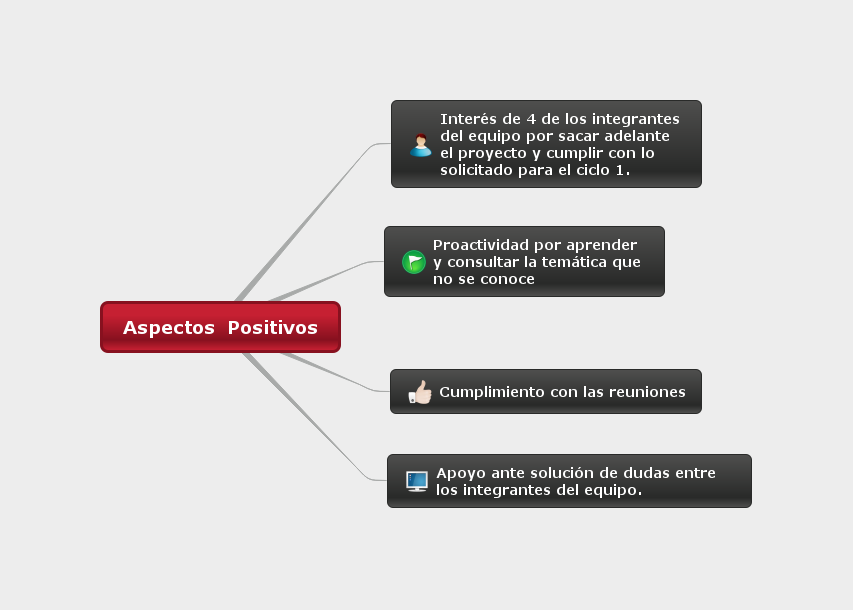 Interés de 4 de los integrantes
del equipo por sacar adelante
el proyecto y cumplir con lo
solicitado para el ciclo 1.
Proactividad por aprender
y consultar la temática que
no se conoce
Aspectos  Positivos
Cumplimiento con las reuniones
Apoyo ante solución de dudas entre
los integrantes del equipo.